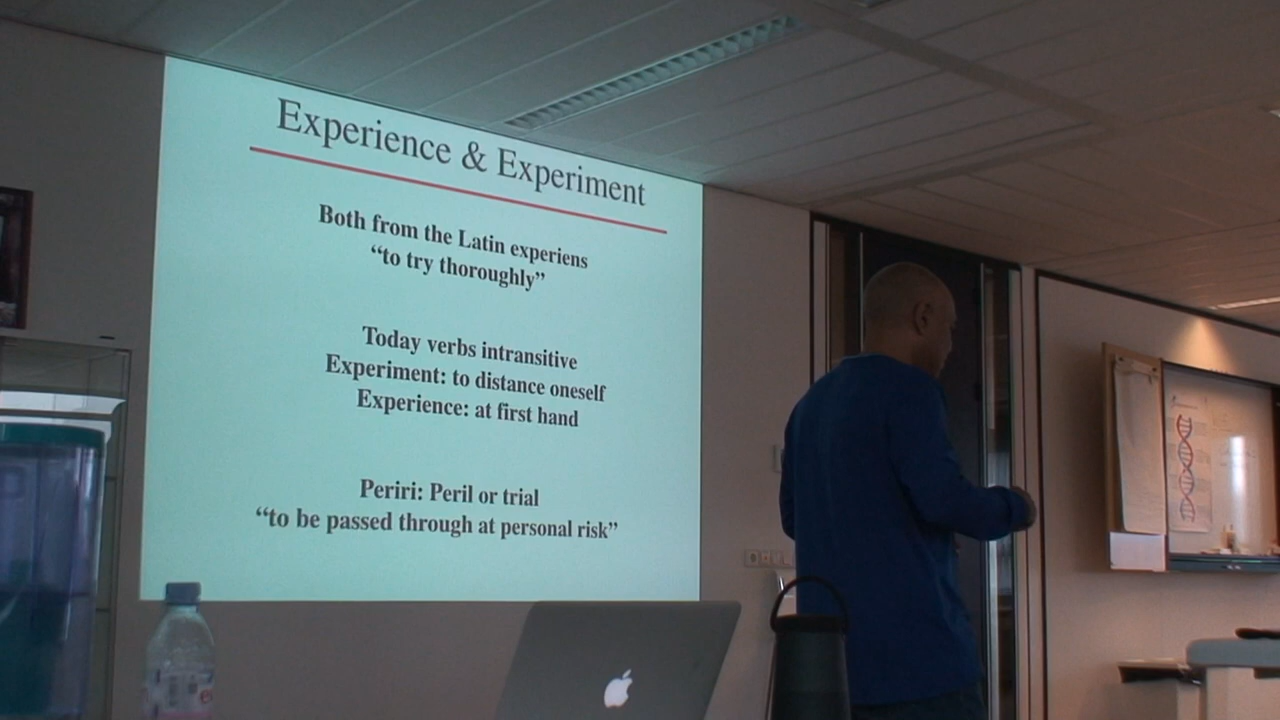 Experience & Experiment
Both from the Latin experiens
“to try thoroughly”
Today verbs intransitive
Experiment: to distance oneself
Experience: at first hand
Periri: Peril or trial
“to be passed through at personal risk”